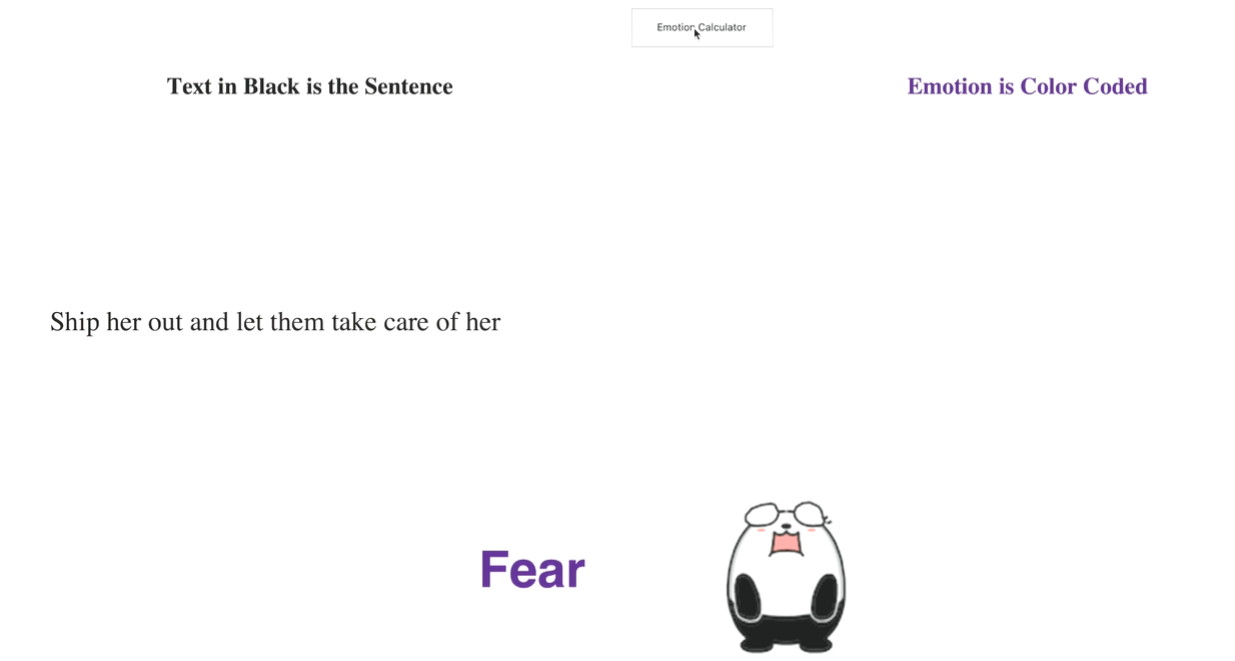 Emotion Calculator
Text in Black is the Sentence
Emotion is Color Coded
Ship her out and let them take care of her
Fear